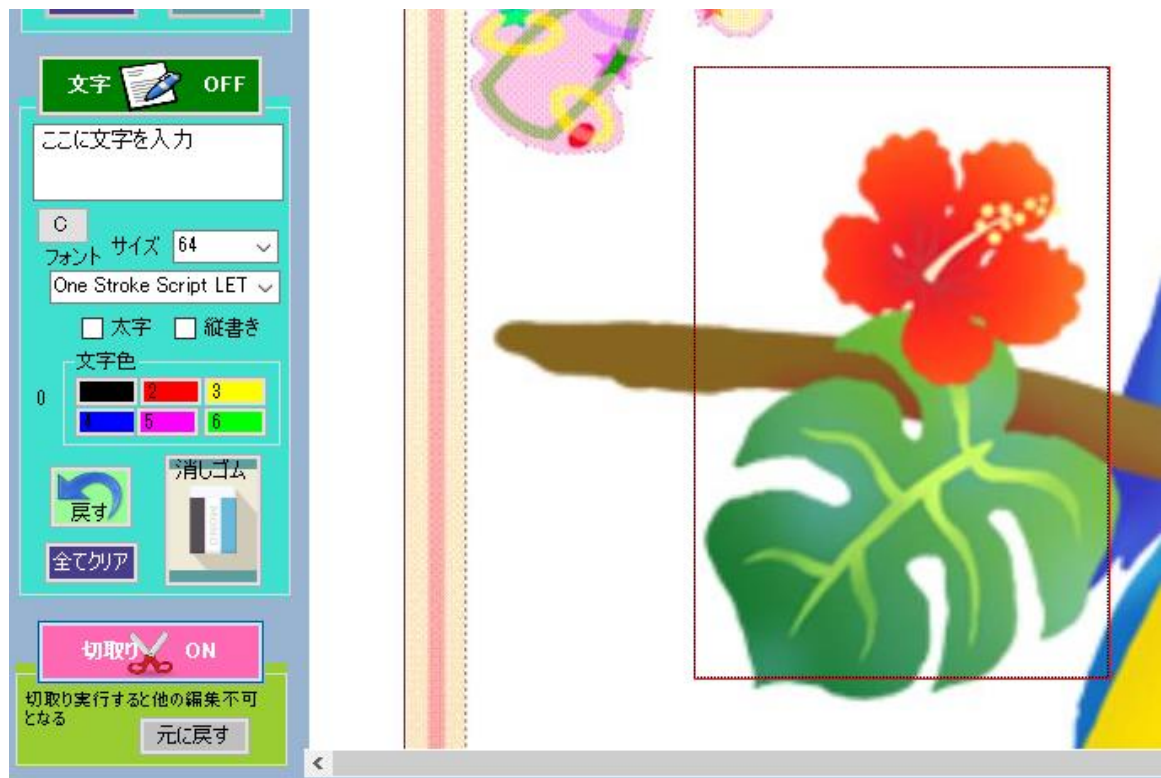 文字 OFF
ここに文字を入力
C
フォント サイズ 64
One Stroke Script LET
太字 縦書き
文字色
0
2 3
4 5 6
消しゴム
MONO
戻す
全てクリア
切取り ON
切取り実行すると他の編集不可
となる
元に戻す